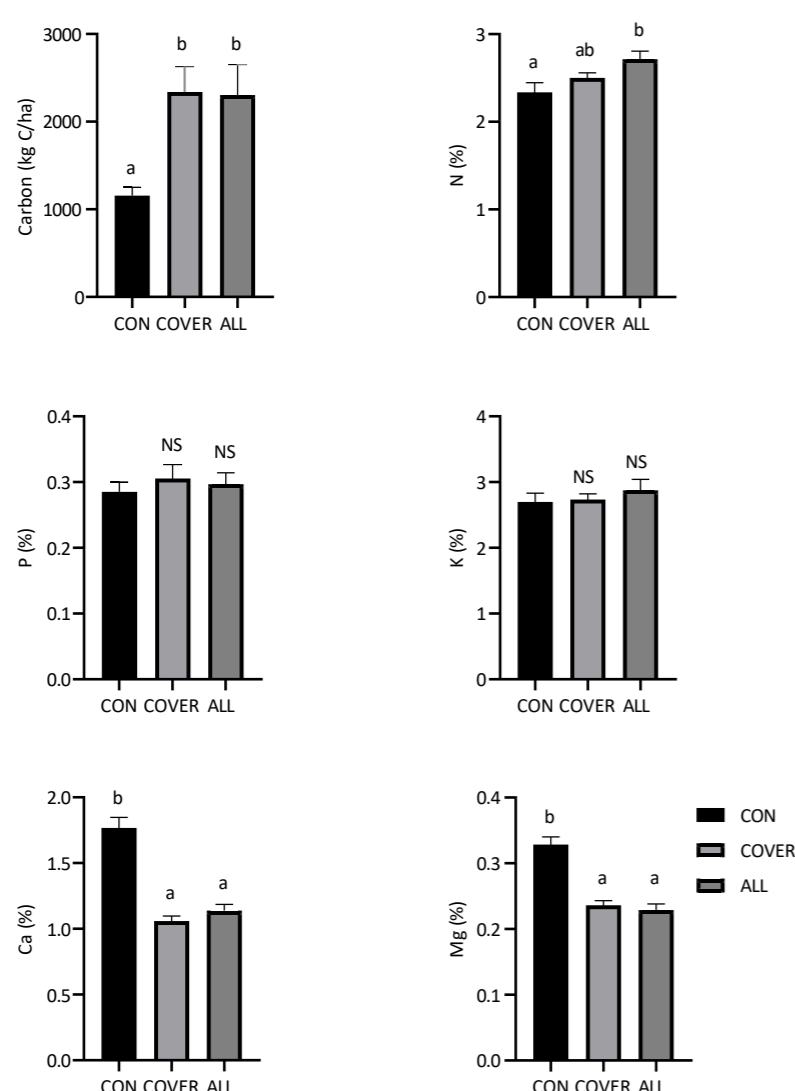 Carbon (kg C/ha)
3000
2000
1000
0
a
b
b
CON COVER ALL
N (%)
3
2
1
0
a
ab
b
CON COVER ALL
P (%)
0.4
0.3
0.2
0.1
0.0
NS
NS
CON COVER ALL
K (%)
4
3
2
1
0
NS
NS
CON COVER ALL
Ca (%)
2.0
1.5
1.0
0.5
0.0
b
a
a
CON COVER ALL
Mg (%)
0.4
0.3
0.2
0.1
0.0
b
a
a
CON COVER ALL
CON
COVER
ALL